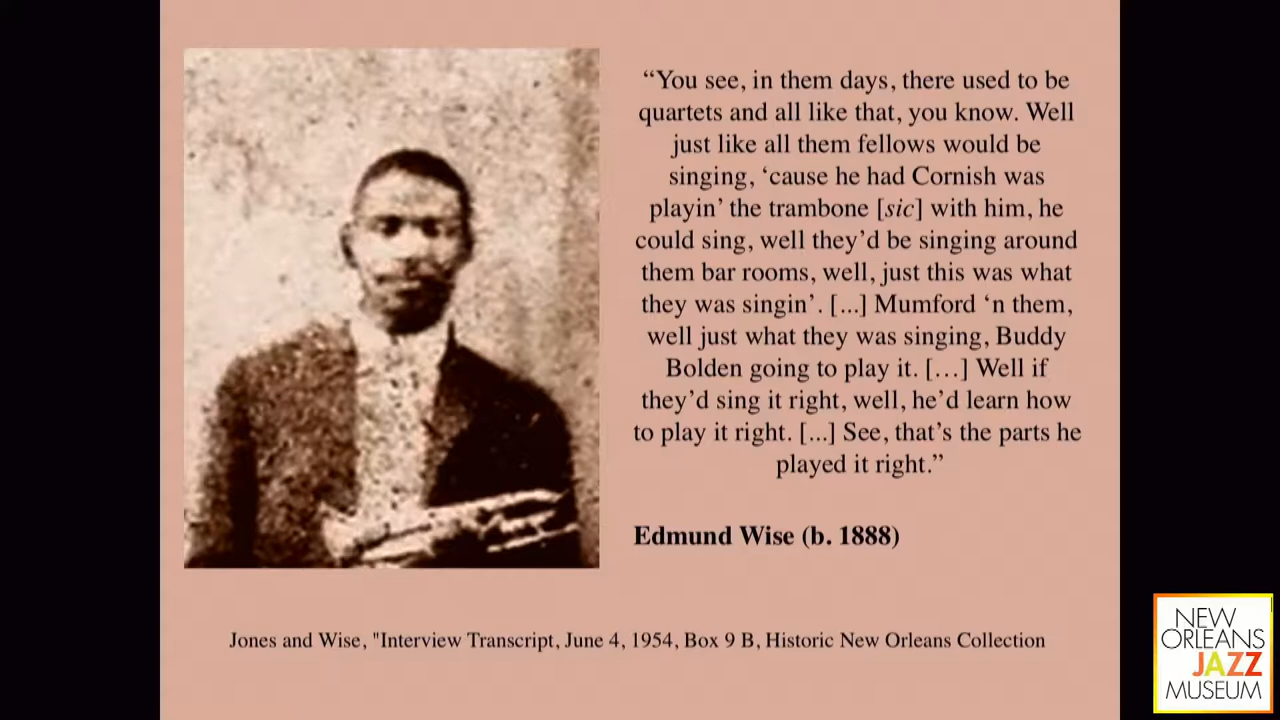 “You see, in them days, there used to be
quartets and all like that, you know. Well
just like all them fellows would be
singing, ‘cause he had Cornish was
playin’ the trambone [sic] with him, he
could sing, well they’d be singing around
them bar rooms, well, just this was what
they was singin’. [...] Mumford ‘n them,
well just what they was singing, Buddy
Bolden going to play it. […] Well if
they’d sing it right, well, he’d learn how
to play it right. [...] See, that’s the parts he
played it right.”
Edmund Wise (b. 1888)
Jones and Wise, "Interview Transcript, June 4, 1954, Box 9 B, Historic New Orleans Collection
NEW
ORLEANS
JAZZ
MUSEUM